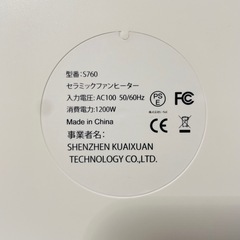 型番：S760
セラミックファンヒーター
入力電圧：AC100 50/60Hz
消費電力：1200W
Made in China
PS
E
FC
CE
事業者名：
SHENZHEN KUAIXUAN
TECHNOLOGY CO.,LTD.